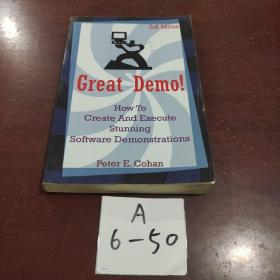 2nd Edition
Great Demo!
How To
Create And Execute
Stunning
Software Demonstrations
Peter E. Cohan
A
6-50